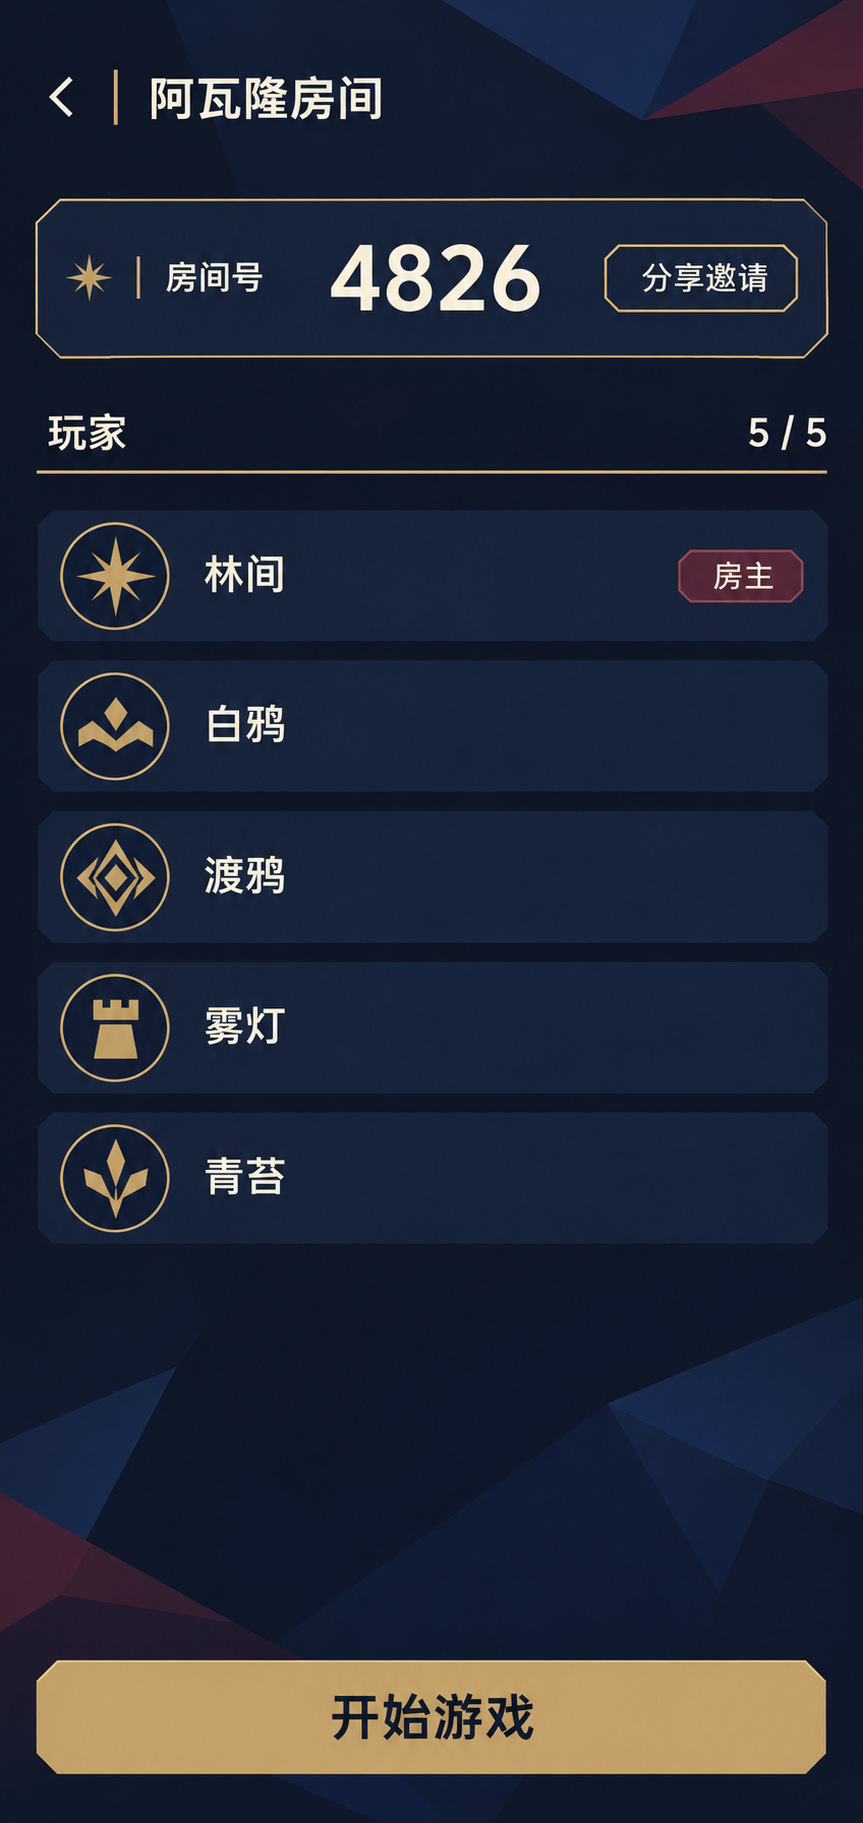 阿瓦隆房间
房间号 4826 分享邀请
玩家 5 / 5
林间 房主
白鸦
渡鸦
雾灯
青苔
开始游戏